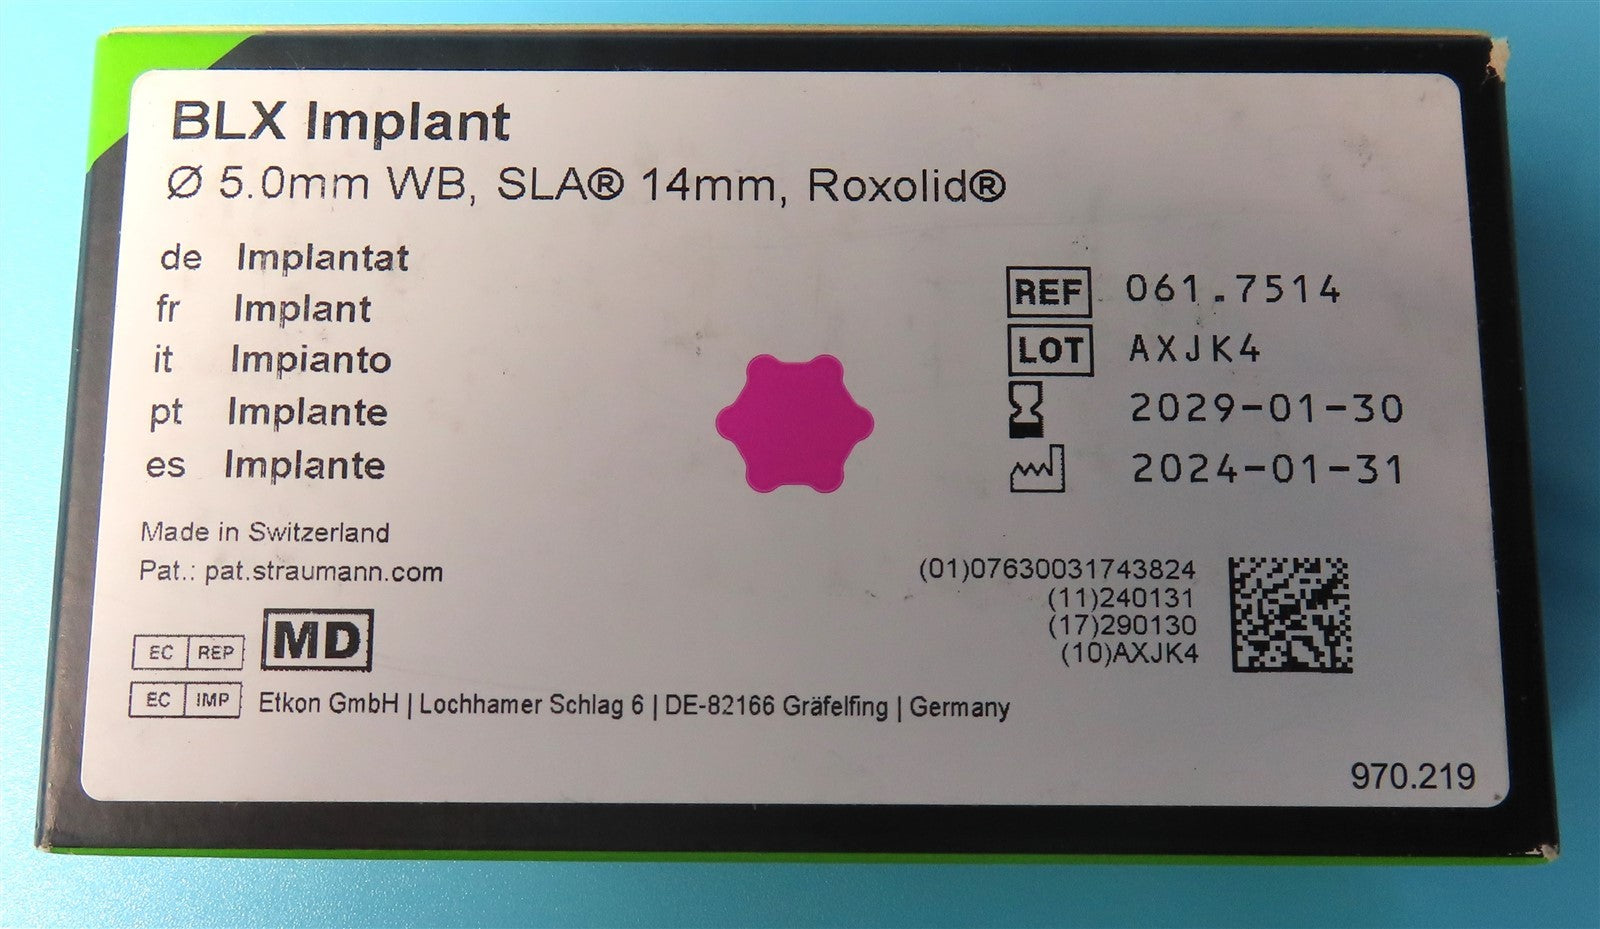 BLX Implant
Ø 5.0mm WB, SLA® 14mm, Roxolid®
de Implantat
fr Implant
it Impianto
pt Implante
es Implante
REF 061.7514
LOT AXJK4
2029-01-30
2024-01-31
Made in Switzerland
Pat.: pat.straumann.com
(01)07630031743824
(11)240131
(17)290130
(10)AXJK4
MD
EC REP
EC IMP Etkon GmbH | Lochhamer Schlag 6 | DE-82166 Gräfelfing | Germany
970.219